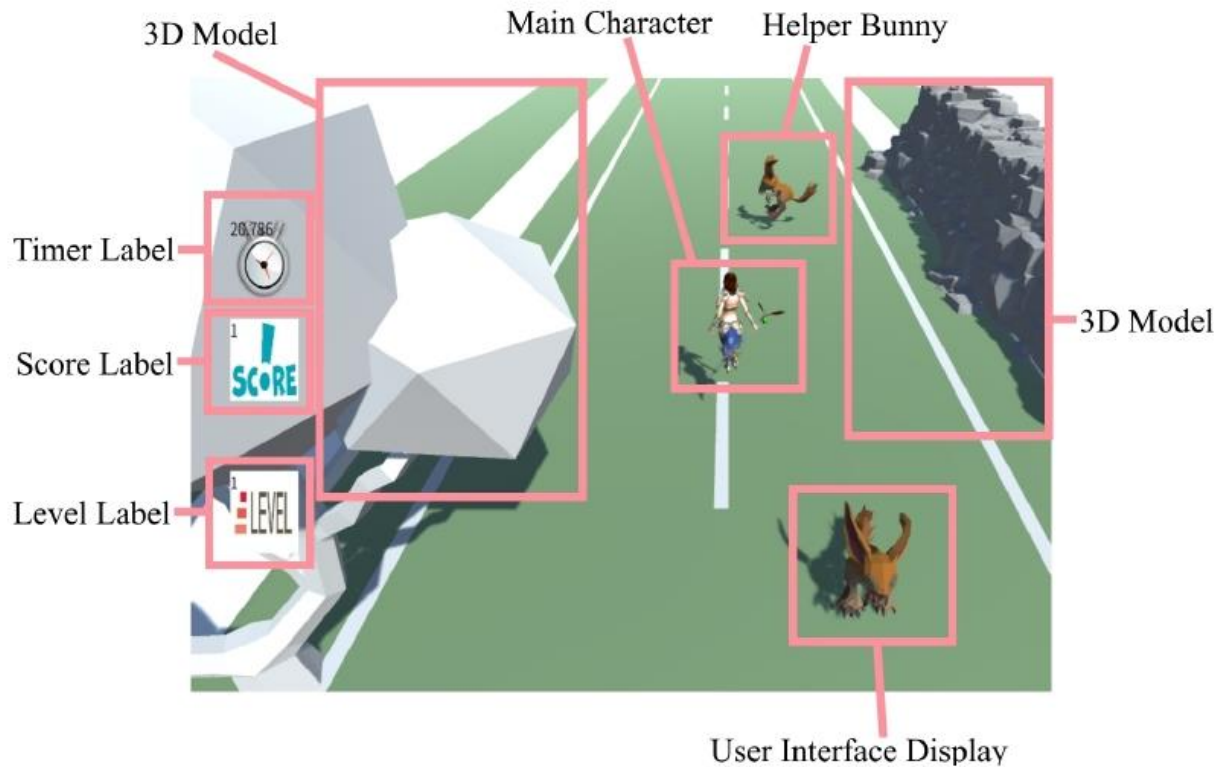 Main Character
Helper Bunny
3D Model
20.786
Timer Label
1
SCORE
Score Label
3D Model
1
LEVEL
Level Label
User Interface Display